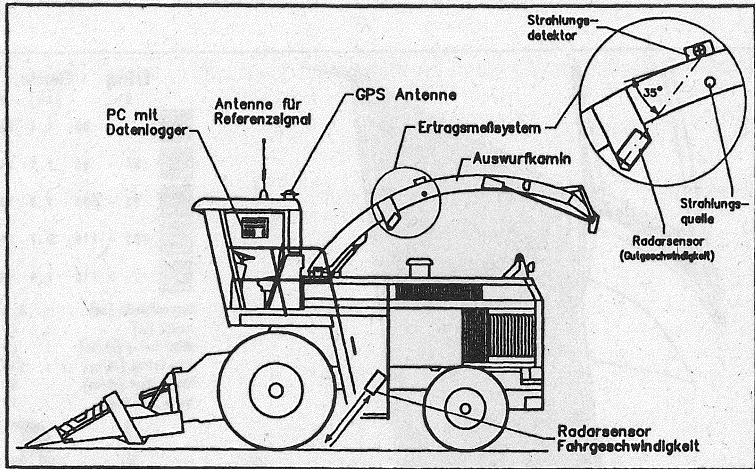 Strahlungs-
detektor
35°
GPS Antenne
Antenne für
Referenzsignal
PC mit
Datenlogger
Ertragsmeßsystem
Auswurfkamin
Strahlungs-
quelle
Radarsensor
(Gutgeschwindigkeit)
Radarsensor
Fahrgeschwindigkeit